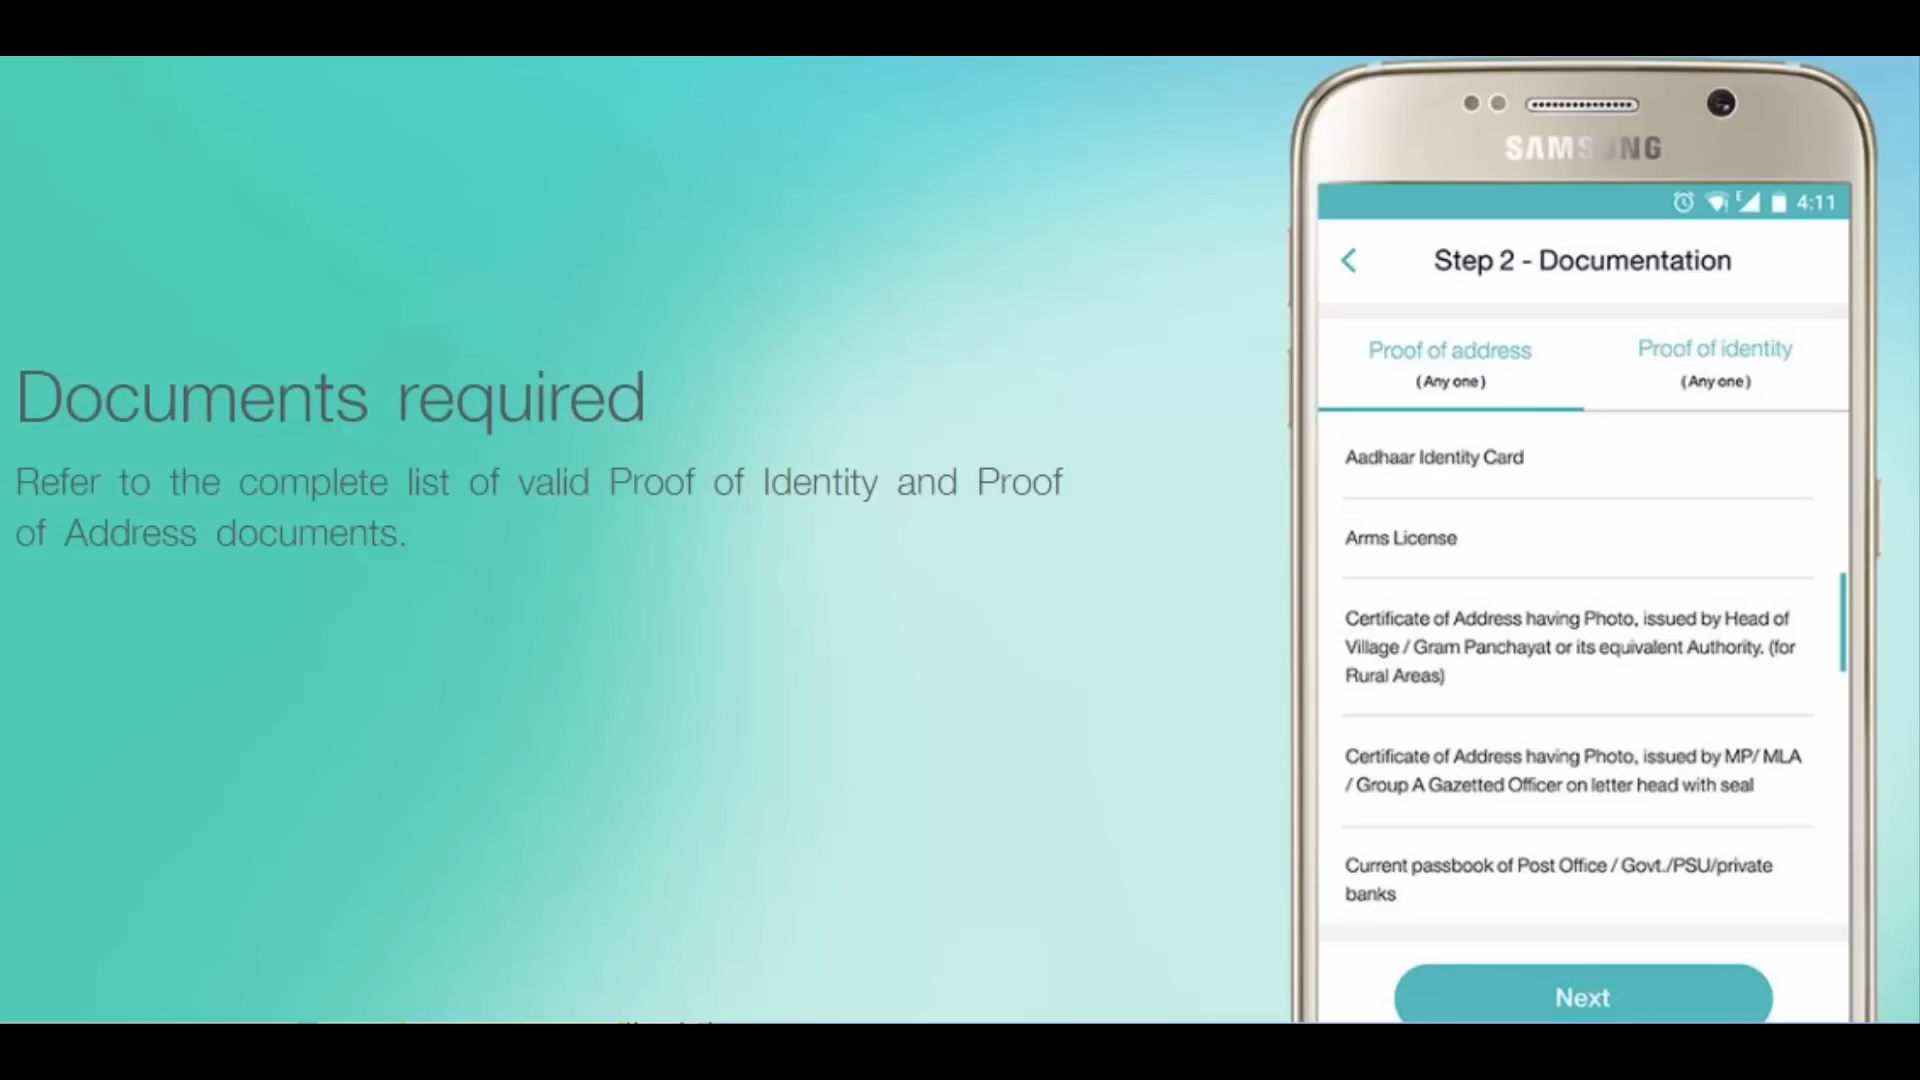 Documents required
Refer to the complete list of valid Proof of Identity and Proof
of Address documents.
SAMSUNG
E 4:11
Step 2 - Documentation
Proof of address
(Any one)
Proof of identity
(Any one)
Aadhaar Identity Card
Arms License
Certificate of Address having Photo, issued by Head of
Village / Gram Panchayat or its equivalent Authority. (for
Rural Areas)
Certificate of Address having Photo, issued by MP/ MLA
/ Group A Gazetted Officer on letter head with seal
Current passbook of Post Office / Govt./PSU/private
banks
Next